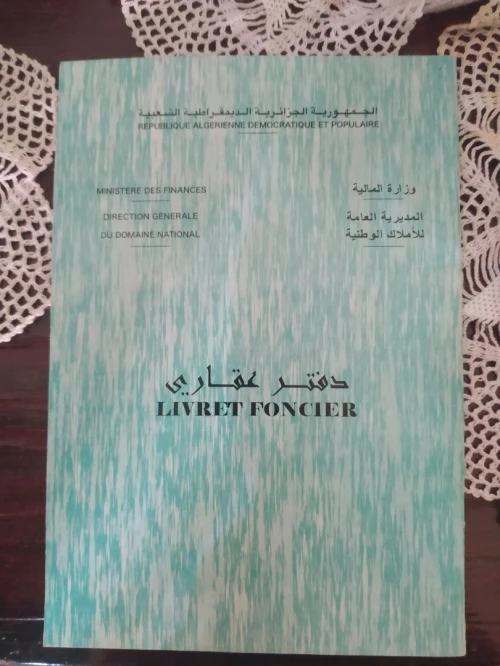 الجمهورية الجزائرية الديمقراطية الشعبية
REPUBLIQUE ALGERIENNE DEMOCRATIQUE ET POPULAIRE
MINISTERE DES FINANCES
وزارة المالية
DIRECTION GENERALE
المديرية العامة
DU DOMAINE NATIONAL
للأملاك الوطنية
دفتر عقاري
LIVRET FONCIER